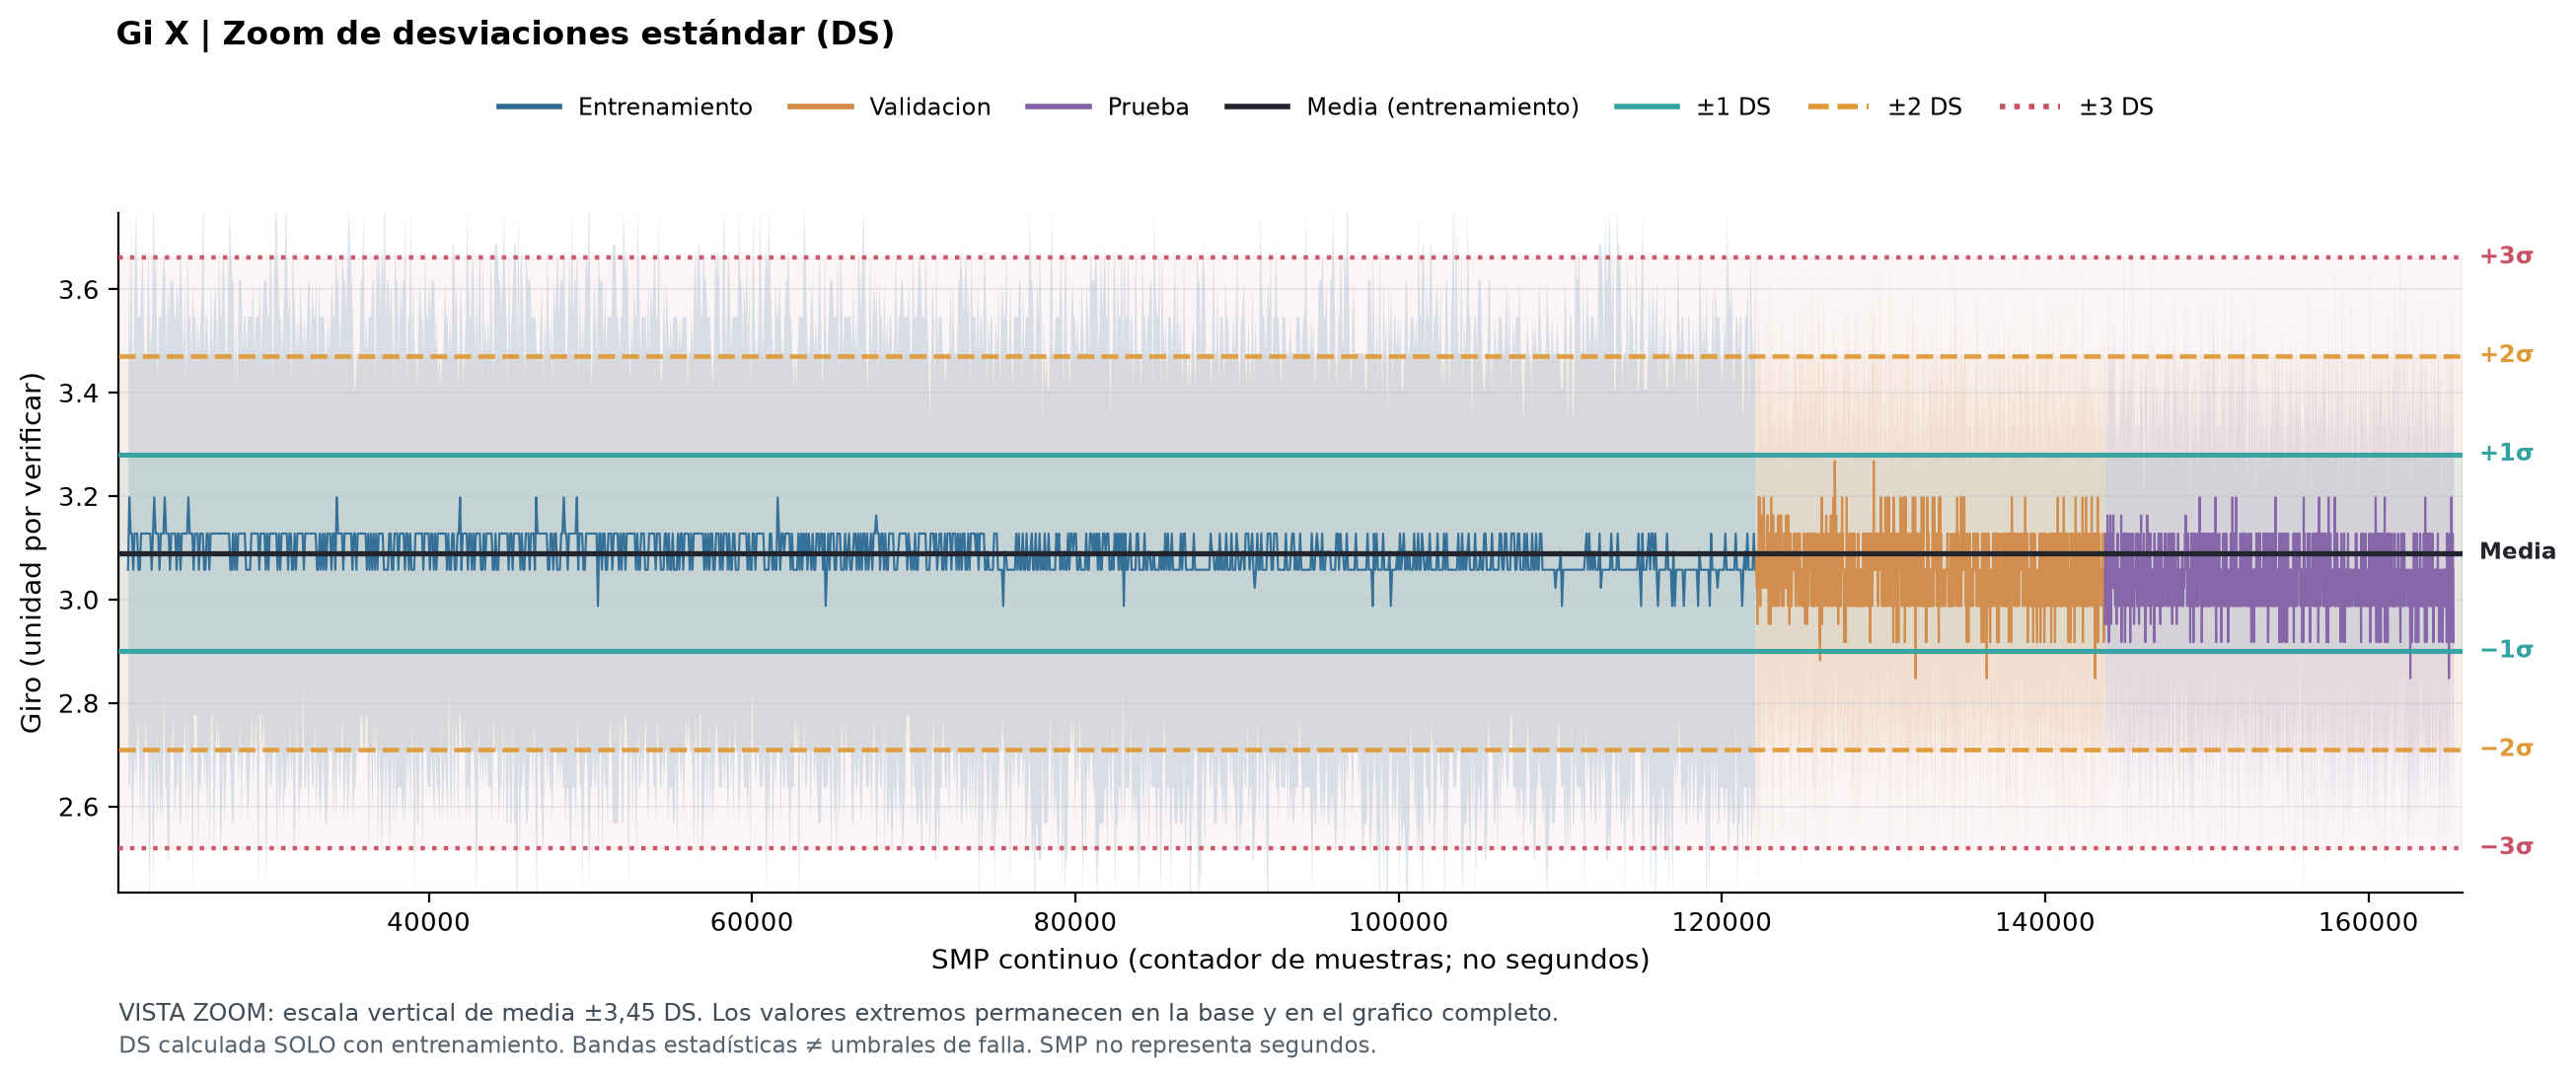 Gi X | Zoom de desviaciones estándar (DS)
Entrenamiento Validacion Prueba Media (entrenamiento) ±1 DS ±2 DS ±3 DS
Giro (unidad por verificar)
3.6
3.4
3.2
3.0
2.8
2.6
+3σ
+2σ
+1σ
Media
−1σ
−2σ
−3σ
40000 60000 80000 100000 120000 140000 160000
SMP continuo (contador de muestras; no segundos)
VISTA ZOOM: escala vertical de media ±3,45 DS. Los valores extremos permanecen en la base y en el grafico completo.
DS calculada SOLO con entrenamiento. Bandas estadísticas ≠ umbrales de falla. SMP no representa segundos.